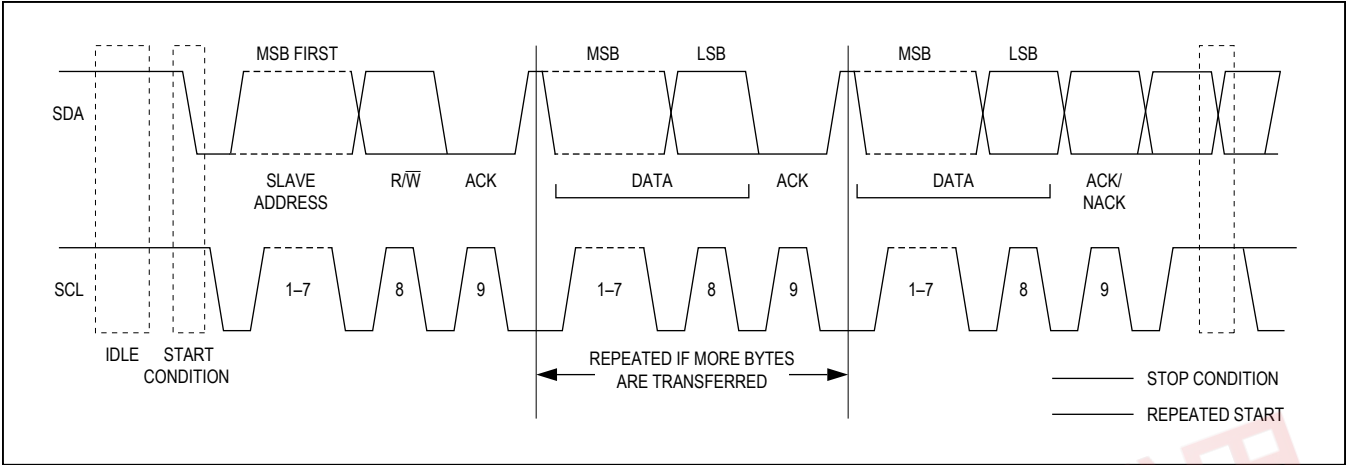 MSB FIRST
MSB
LSB
MSB
LSB
SDA
SLAVE
ADDRESS
R/W̅
ACK
DATA
ACK
DATA
ACK/
NACK
SCL
1–7
8
9
1–7
8
9
1–7
8
9
IDLE
START
CONDITION
REPEATED IF MORE BYTES
ARE TRANSFERRED
STOP CONDITION
REPEATED START